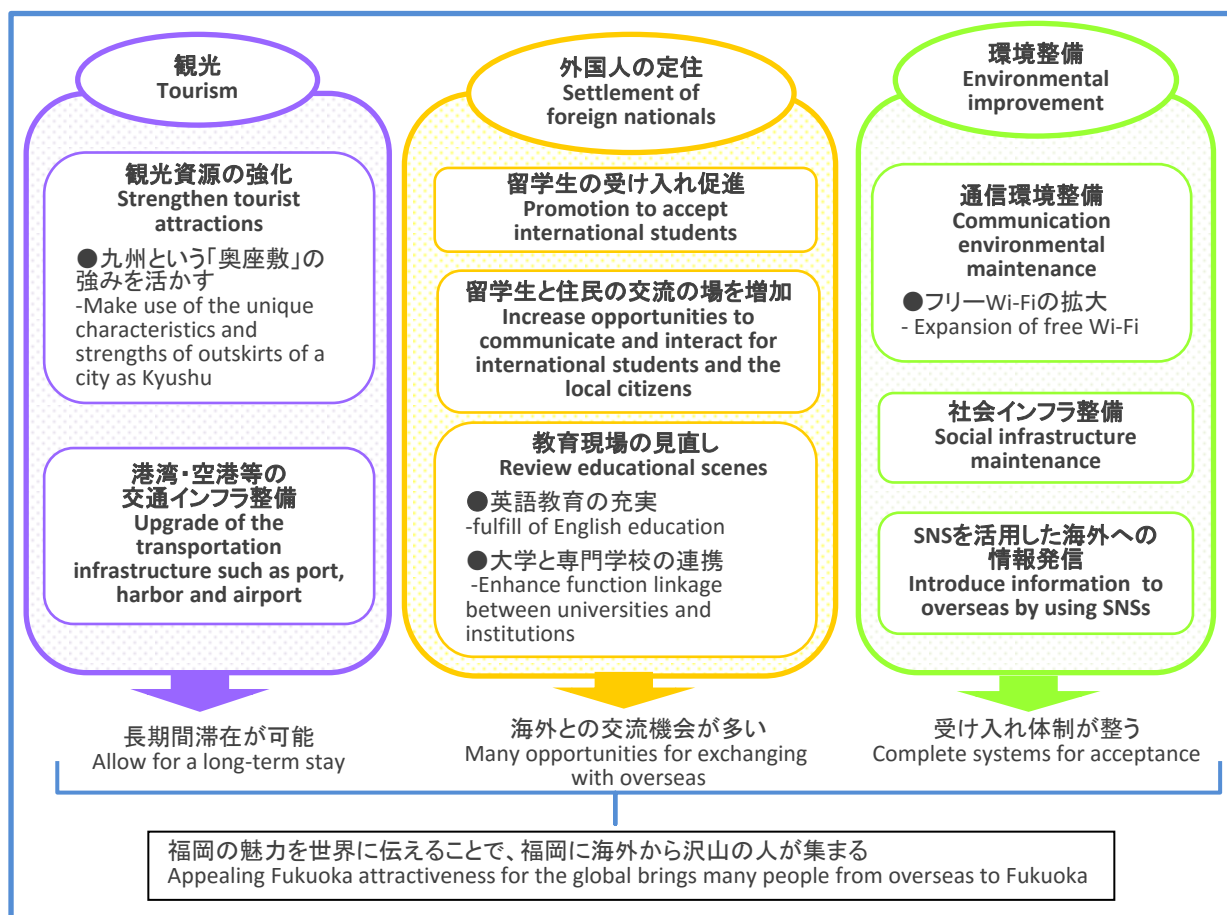 観光
Tourism
観光資源の強化
Strengthen tourist
attractions
●九州という「奥座敷」の
強みを活かす
-Make use of the unique
characteristics and
strengths of outskirts of a
city as Kyushu
港湾・空港等の
交通インフラ整備
Upgrade of the
transportation
infrastructure such as port,
harbor and airport
長期間滞在が可能
Allow for a long-term stay
外国人の定住
Settlement of
foreign nationals
留学生の受け入れ促進
Promotion to accept
international students
留学生と住民の交流の場を増加
Increase opportunities to
communicate and interact for
international students and the
local citizens
教育現場の見直し
Review educational scenes
●英語教育の充実
-fulfill of English education
●大学と専門学校の連携
-Enhance function linkage
between universities and
institutions
海外との交流機会が多い
Many opportunities for exchanging
with overseas
環境整備
Environmental
improvement
通信環境整備
Communication
environmental
maintenance
●フリーWi-Fiの拡大
- Expansion of free Wi-Fi
社会インフラ整備
Social infrastructure
maintenance
SNSを活用した海外への
情報発信
Introduce information to
overseas by using SNSs
受け入れ体制が整う
Complete systems for acceptance
福岡の魅力を世界に伝えることで、福岡に海外から沢山の人が集まる
Appealing Fukuoka attractiveness for the global brings many people from overseas to Fukuoka